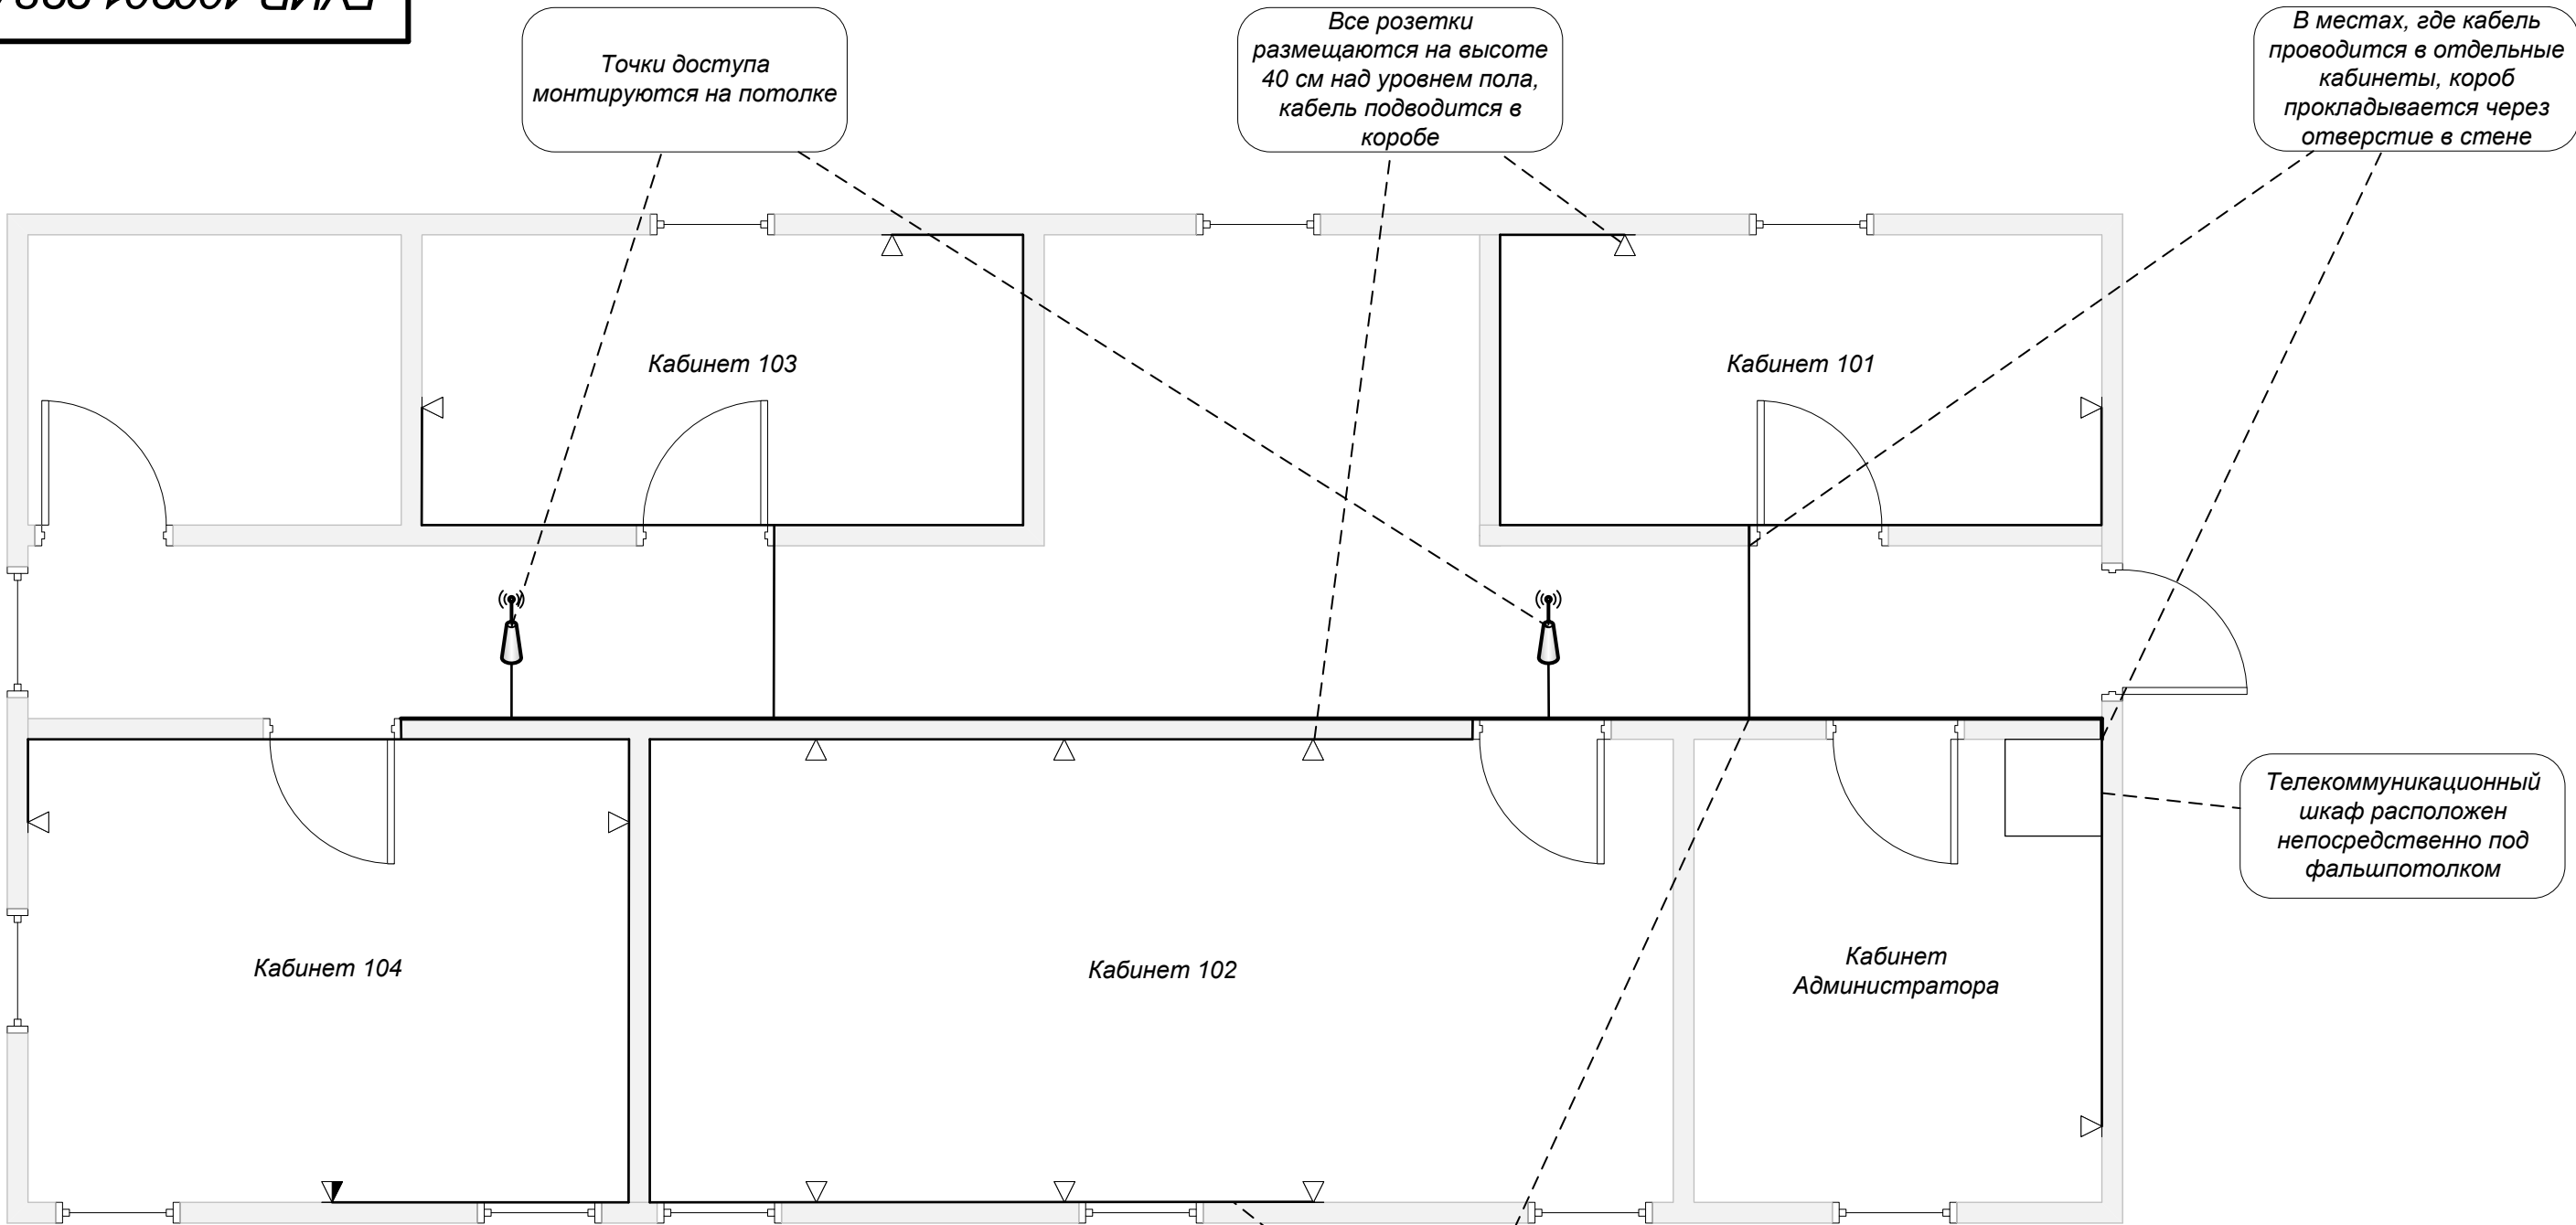 Точки доступа
монтируются на потолке
Все розетки
размещаются на высоте
40 см над уровнем пола,
кабель подводится в
коробе
В местах, где кабель
проводится в отдельные
кабинеты, короб
прокладывается через
отверстие в стене
Кабинет 103
Кабинет 101
Телекоммуникационный
шкаф расположен
непосредственно под
фальшпотолком
Кабинет 104
Кабинет 102
Кабинет
Администратора